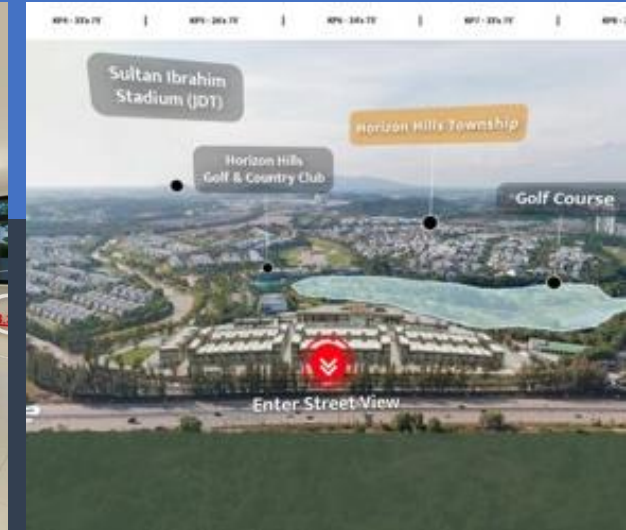 Sultan Ibrahim
Stadium (JDT)
Horizon Hills Township
Horizon Hills
Golf & Country Club
Golf Course
Enter Street View